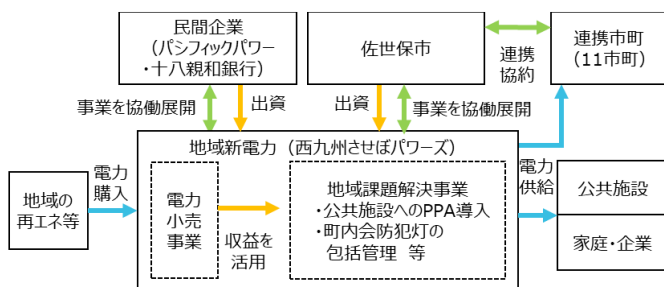 民間企業
(パシフィックパワー
・十八親和銀行)
佐世保市
連携市町
(11市町)
連携
協約
事業を協働展開
出資
出資
事業を協働展開
地域新電力（西九州させぼパワーズ）
電力
購入
地域の
再エネ等
電力
小売
事業
収益を
活用
地域課題解決事業
・公共施設へのPPA導入
・町内会防犯灯の
包括管理 等
電力
供給
公共施設
家庭・企業